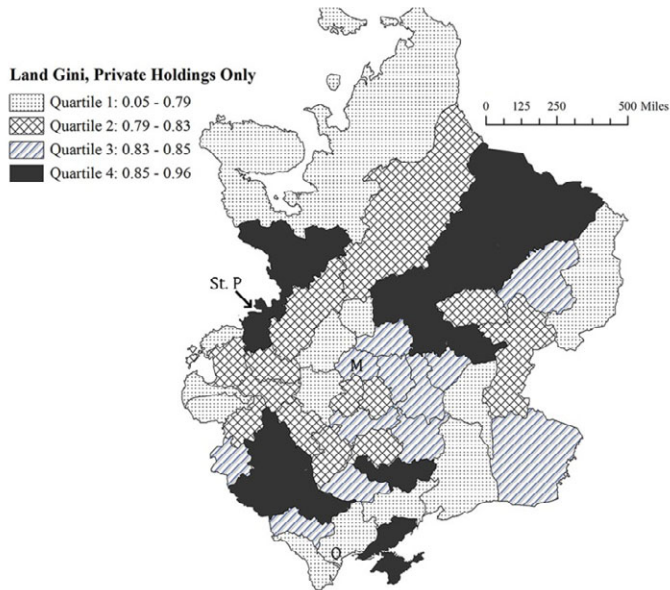 Land Gini, Private Holdings Only
Quartile 1: 0.05 - 0.79
Quartile 2: 0.79 - 0.83
Quartile 3: 0.83 - 0.85
Quartile 4: 0.85 - 0.96
0 125 250 500 Miles
St. P
M
O